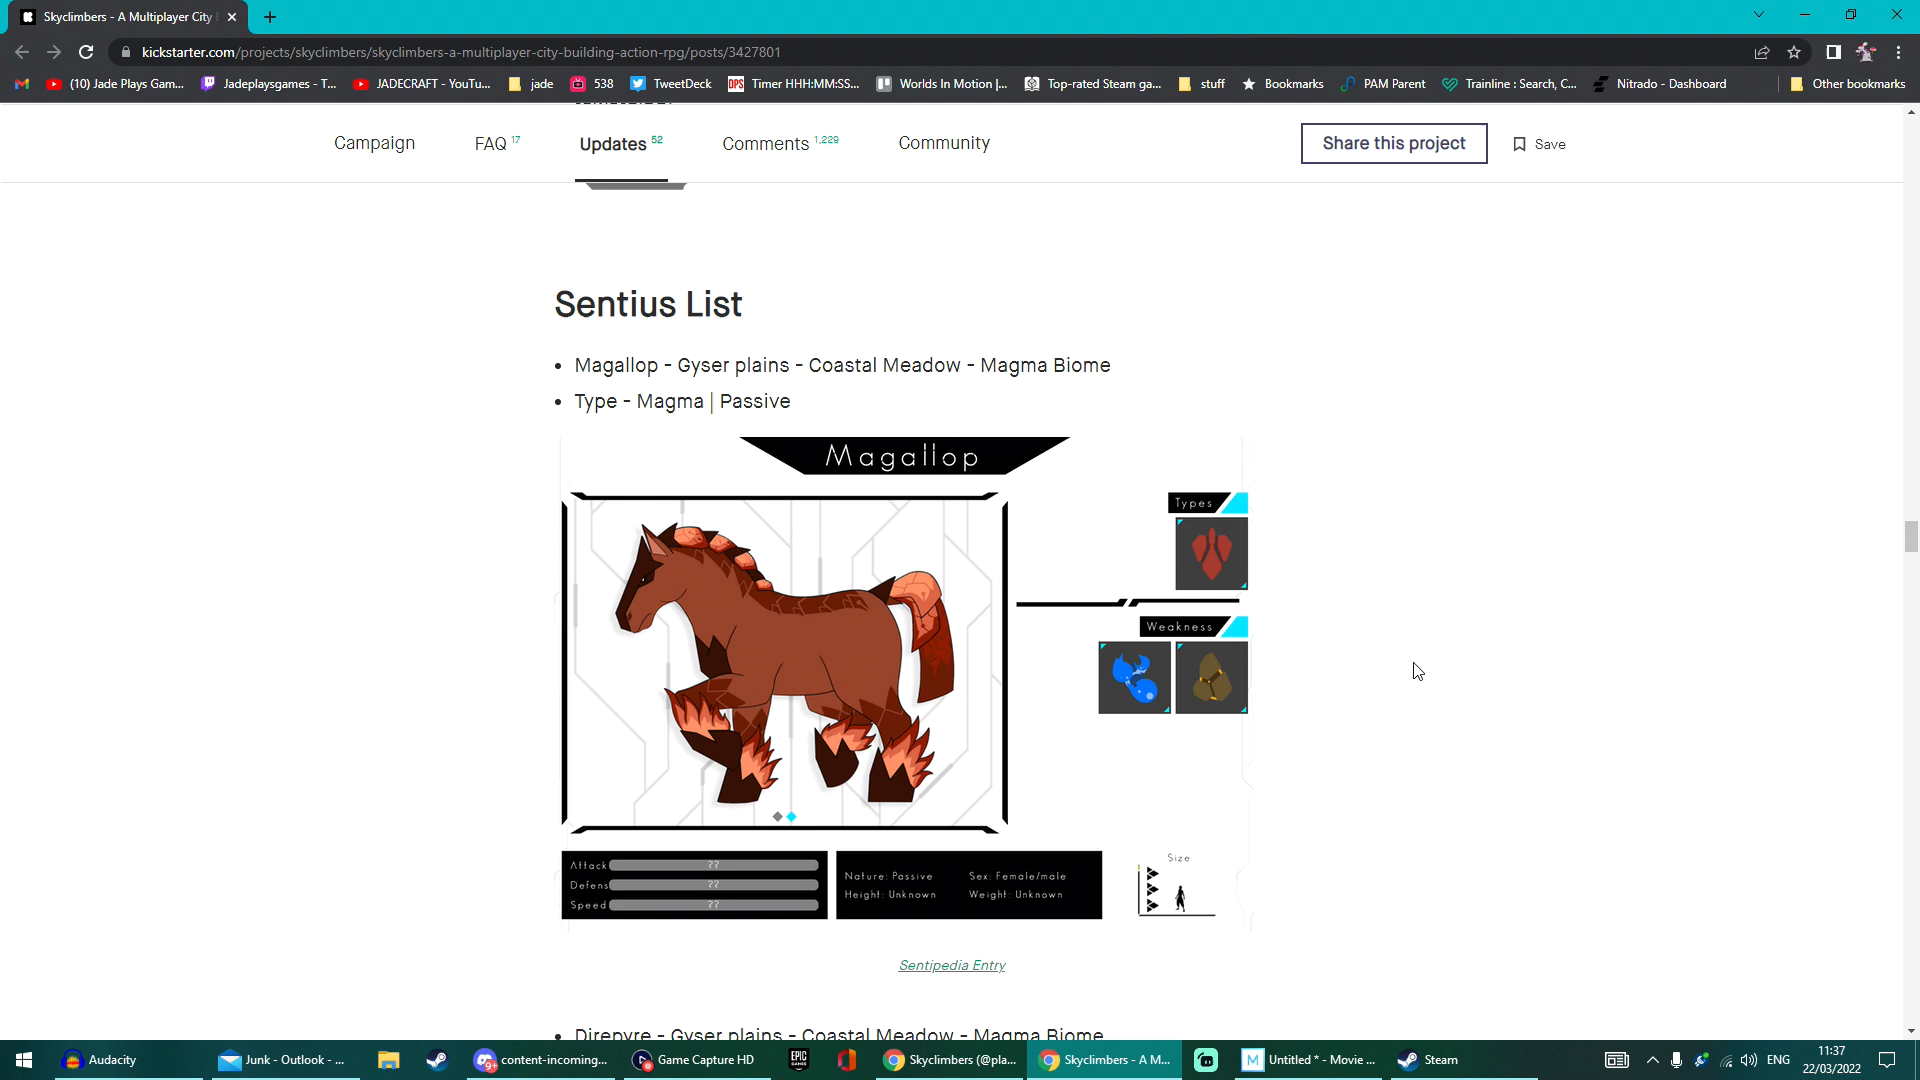 Skyclimbers - A Multiplayer City
kickstarter.com/projects/skyclimbers/skyclimbers-a-multiplayer-city-building-action-rpg/posts/3427801
(10) Jade Plays Gam...
Jadeplaysgames - T...
JADECRAFT - YouTu...
jade
538
TweetDeck
DPS
Timer HHH:MM:SS...
Worlds In Motion |...
Top-rated Steam ga...
stuff
Bookmarks
PAM Parent
Trainline : Search, C...
Nitrado - Dashboard
Other bookmarks
Campaign
FAQ 17
Updates 52
Comments 1,229
Community
Share this project
Save
Sentius List
• Magallop - Gyser plains - Coastal Meadow - Magma Biome
• Type - Magma | Passive
Magallop
Types
Weakness
Attack ??
Defens ??
Speed ??
Nature: Passive
Sex: Female/male
Height: Unknown
Weight: Unknown
Size
Sentipedia Entry
• Direpyre - Gyser plains - Coastal Meadow - Magma Biome
Audacity
Junk - Outlook - ...
9+
content-incoming...
Game Capture HD
EPIC GAMES
Skyclimbers (@pla...
Skyclimbers - A M...
M
Untitled * - Movie ...
Steam
ENG
11:37
22/03/2022